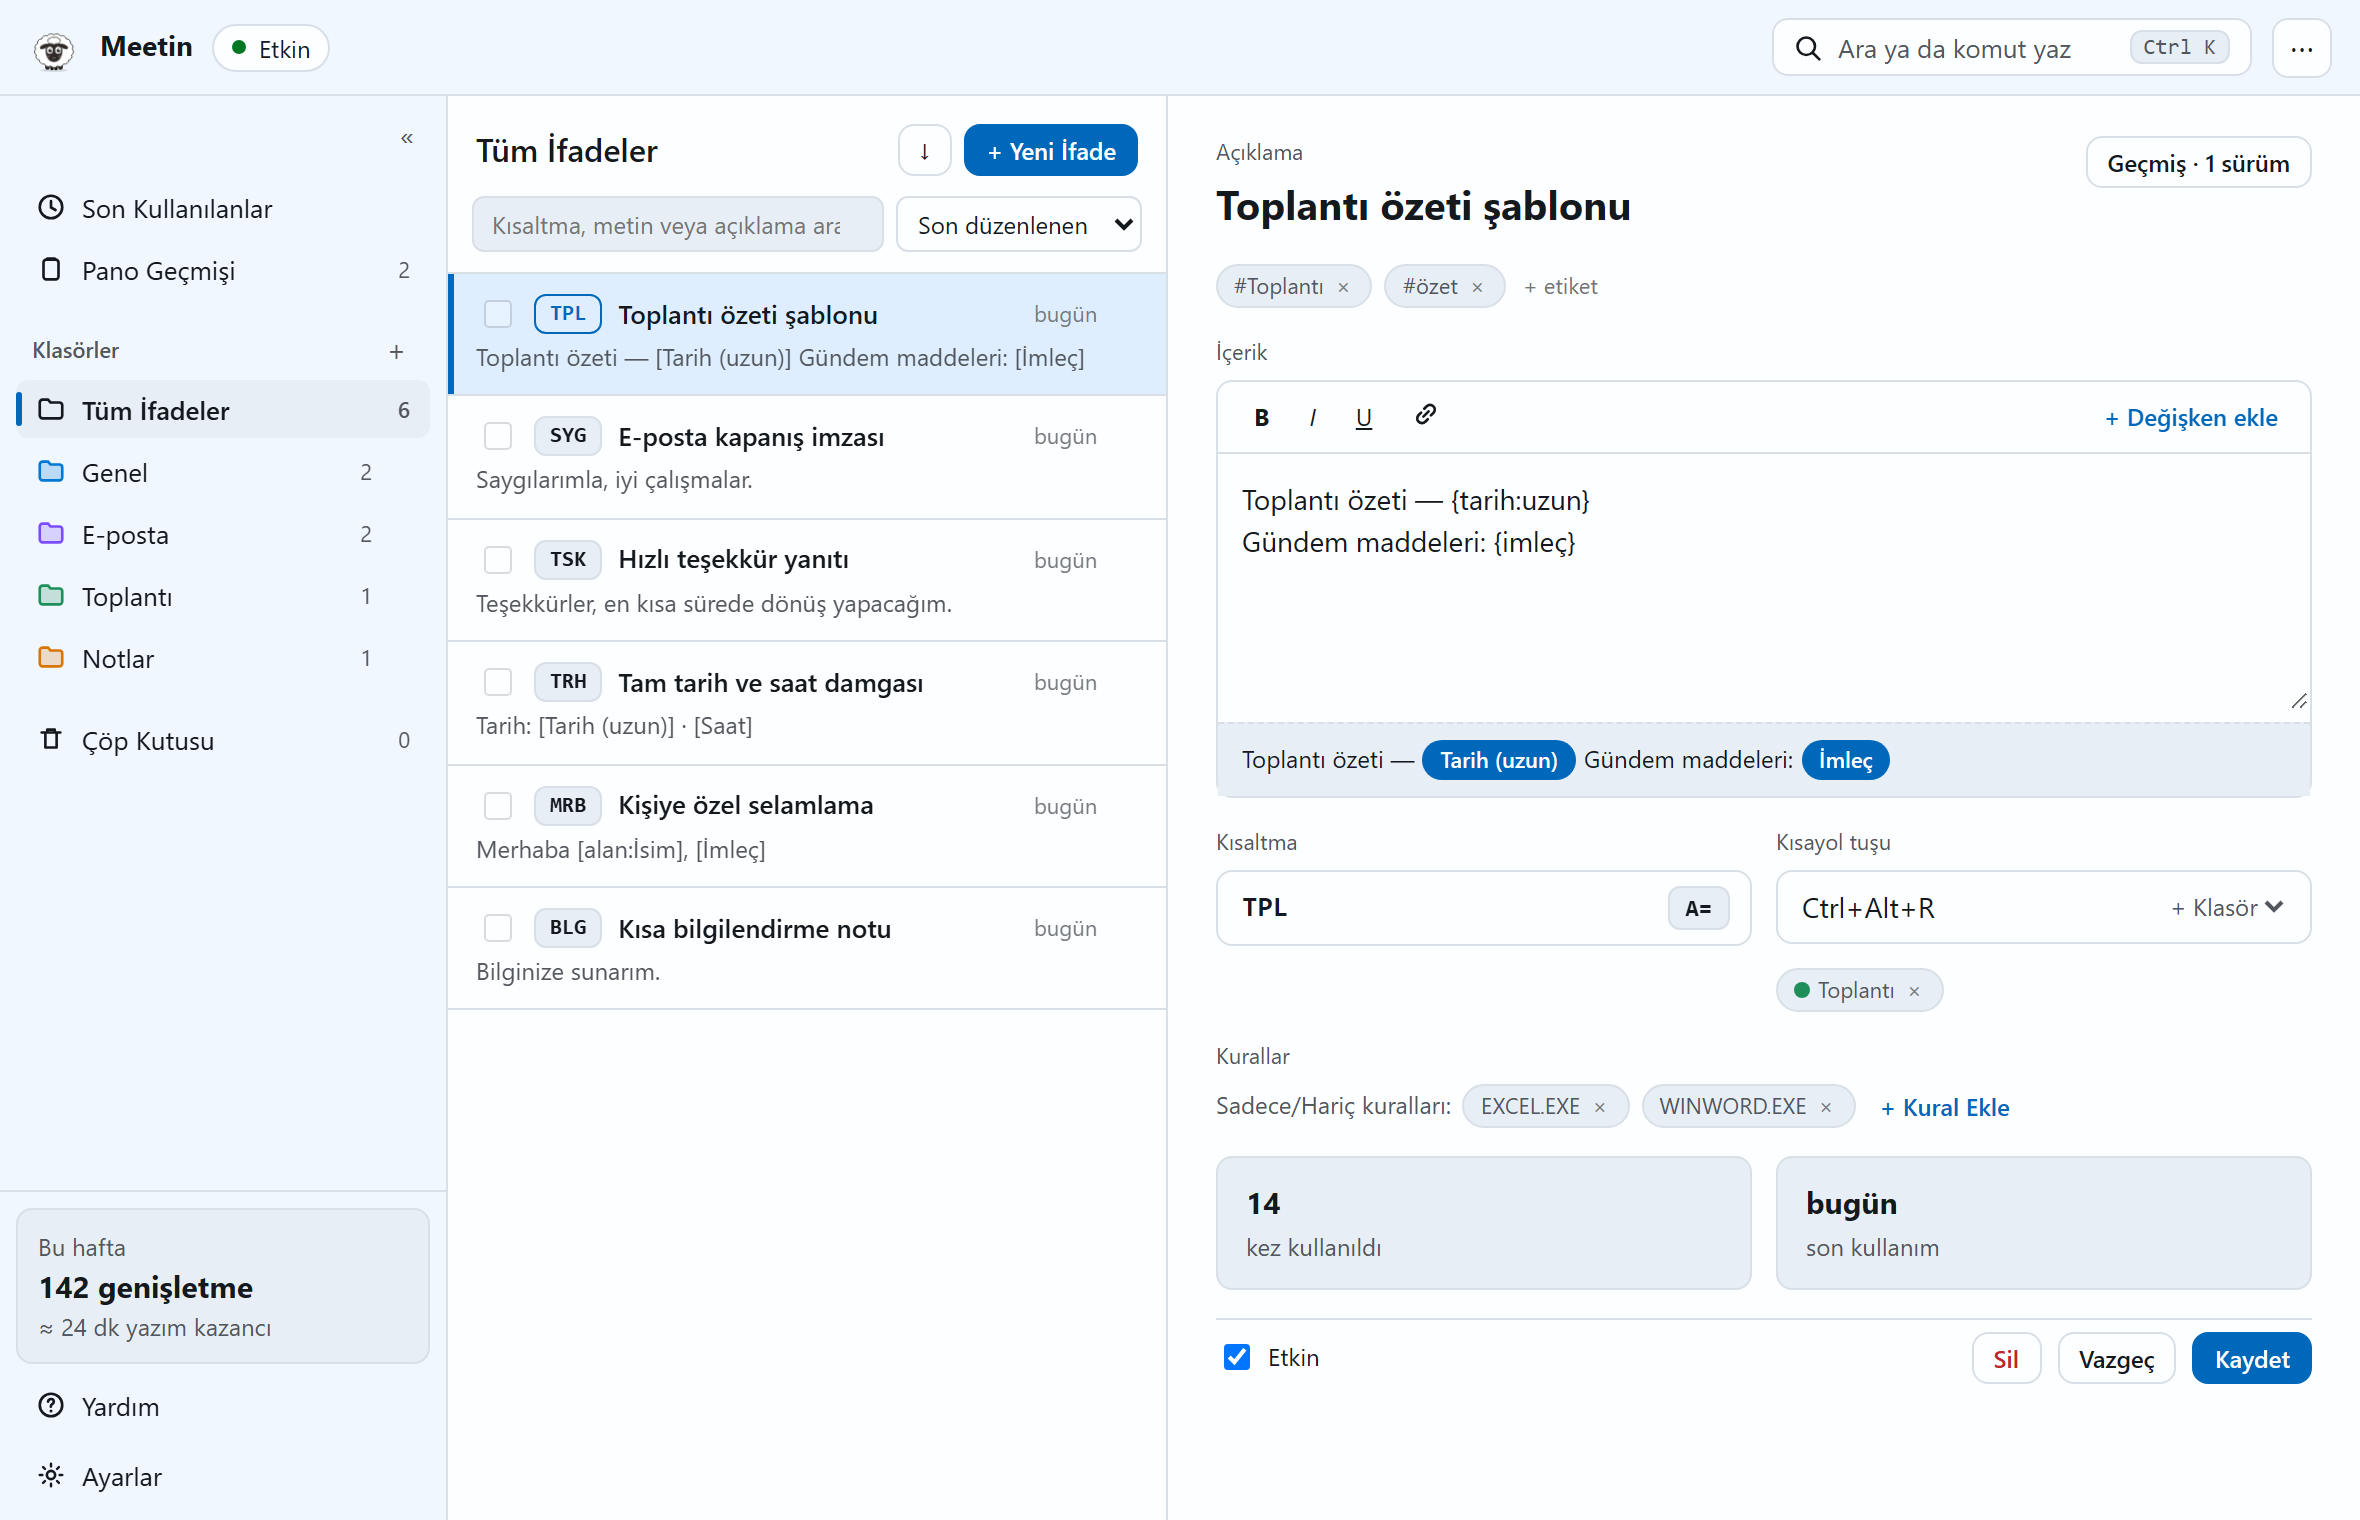 Meetin
Etkin
Ara ya da komut yaz
Ctrl K
...
«
Son Kullanılanlar
Pano Geçmişi 2
Klasörler +
Tüm İfadeler 6
Genel 2
E-posta 2
Toplantı 1
Notlar 1
Çöp Kutusu 0
Bu hafta
142 genişletme
≈ 24 dk yazım kazancı
Yardım
Ayarlar
Tüm İfadeler
↓
+ Yeni İfade
Kısaltma, metin veya açıklama ara
Son düzenlenen
TPL Toplantı özeti şablonu bugün
Toplantı özeti — [Tarih (uzun)] Gündem maddeleri: [İmleç]
SYG E-posta kapanış imzası bugün
Saygılarımla, iyi çalışmalar.
TSK Hızlı teşekkür yanıtı bugün
Teşekkürler, en kısa sürede dönüş yapacağım.
TRH Tam tarih ve saat damgası bugün
Tarih: [Tarih (uzun)] · [Saat]
MRB Kişiye özel selamlama bugün
Merhaba [alan:İsim], [İmleç]
BLG Kısa bilgilendirme notu bugün
Bilginize sunarım.
Açıklama
Geçmiş · 1 sürüm
Toplantı özeti şablonu
#Toplantı × #özet × + etiket
İçerik
B I U + Değişken ekle
Toplantı özeti — {tarih:uzun}
Gündem maddeleri: {imleç}
Toplantı özeti — Tarih (uzun) Gündem maddeleri: İmleç
Kısaltma
TPL A=
Kısayol tuşu
Ctrl+Alt+R + Klasör
Toplantı ×
Kurallar
Sadece/Hariç kuralları: EXCEL.EXE × WINWORD.EXE × + Kural Ekle
14
kez kullanıldı
bugün
son kullanım
Etkin
Sil
Vazgeç
Kaydet